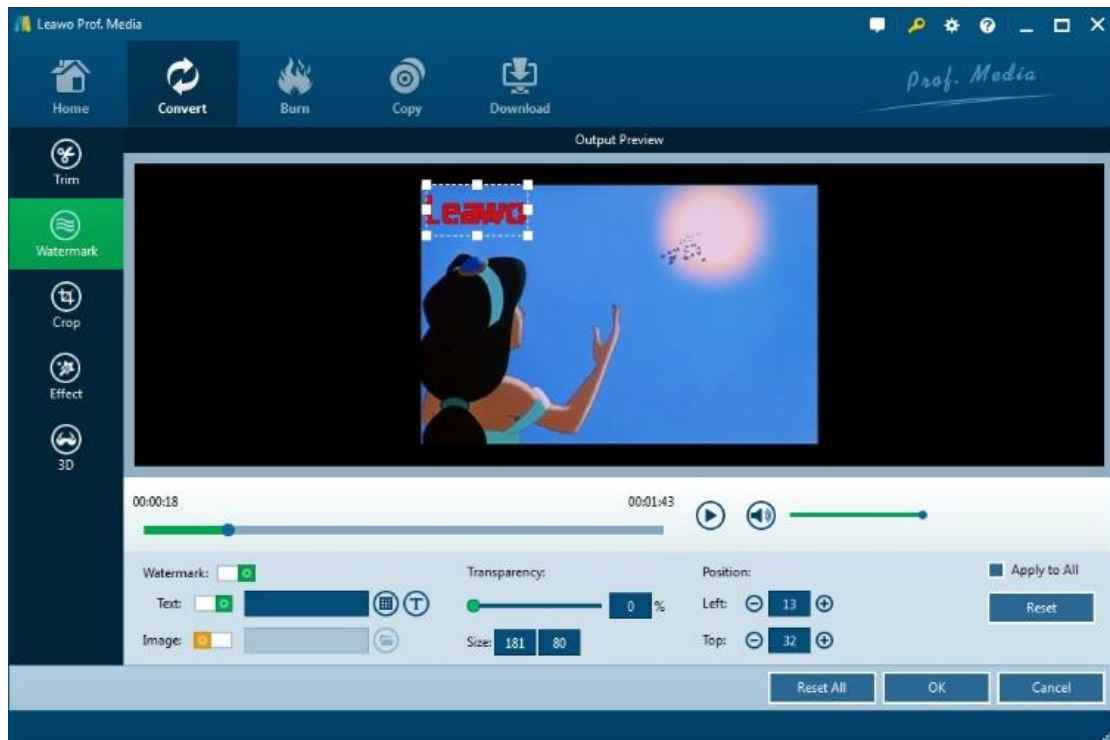 Leawo Prof. Media
Home
Convert
Burn
Copy
Download
Prof. Media
Output Preview
Trim
Watermark
Crop
Effect
3D
Leawo
00:00:18
00:01:43
Watermark:
Transparency:
Position:
Apply to All
Text:
T
0 %
Left: 13
Reset
Image:
Size: 181 80
Top: 32
Reset All
OK
Cancel